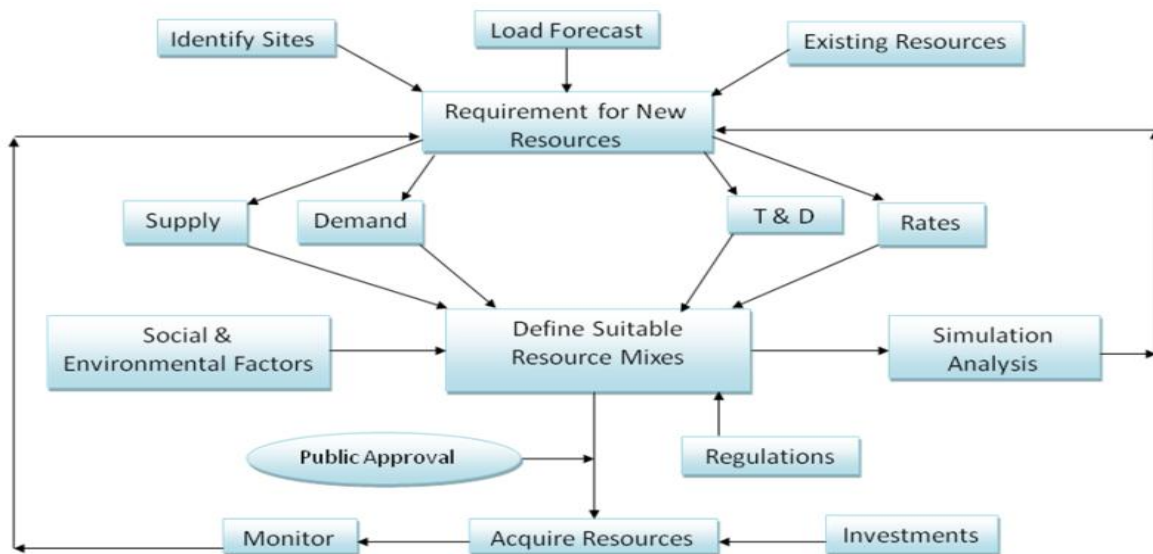 Identify Sites
Load Forecast
Existing Resources
Requirement for New
Resources
Supply
Demand
T & D
Rates
Social &
Environmental Factors
Define Suitable
Resource Mixes
Simulation
Analysis
Public Approval
Regulations
Monitor
Acquire Resources
Investments